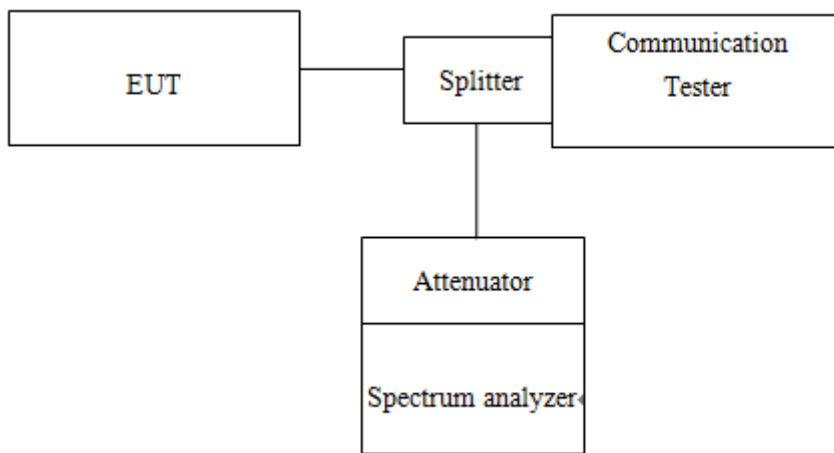 EUT
Splitter
Communication
Tester
Attenuator
Spectrum analyzer